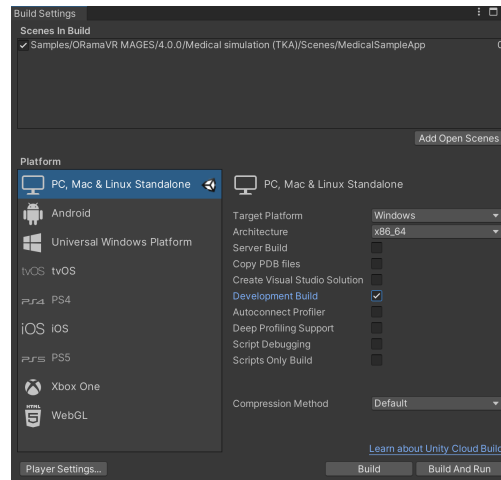 Build Settings
Scenes In Build
Samples/ORamaVR MAGES/4.0.0/Medical simulation (TKA)/Scenes/MedicalSampleApp 0
Add Open Scenes
Platform
PC, Mac & Linux Standalone
Android
Universal Windows Platform
tvOS tvOS
PS4 PS4
iOS iOS
PS5 PS5
Xbox One
HTML 5 WebGL
PC, Mac & Linux Standalone
Target Platform Windows
Architecture x86_64
Server Build
Copy PDB files
Create Visual Studio Solution
Development Build
Autoconnect Profiler
Deep Profiling Support
Script Debugging
Scripts Only Build
Compression Method Default
Learn about Unity Cloud Build
Player Settings... Build Build And Run